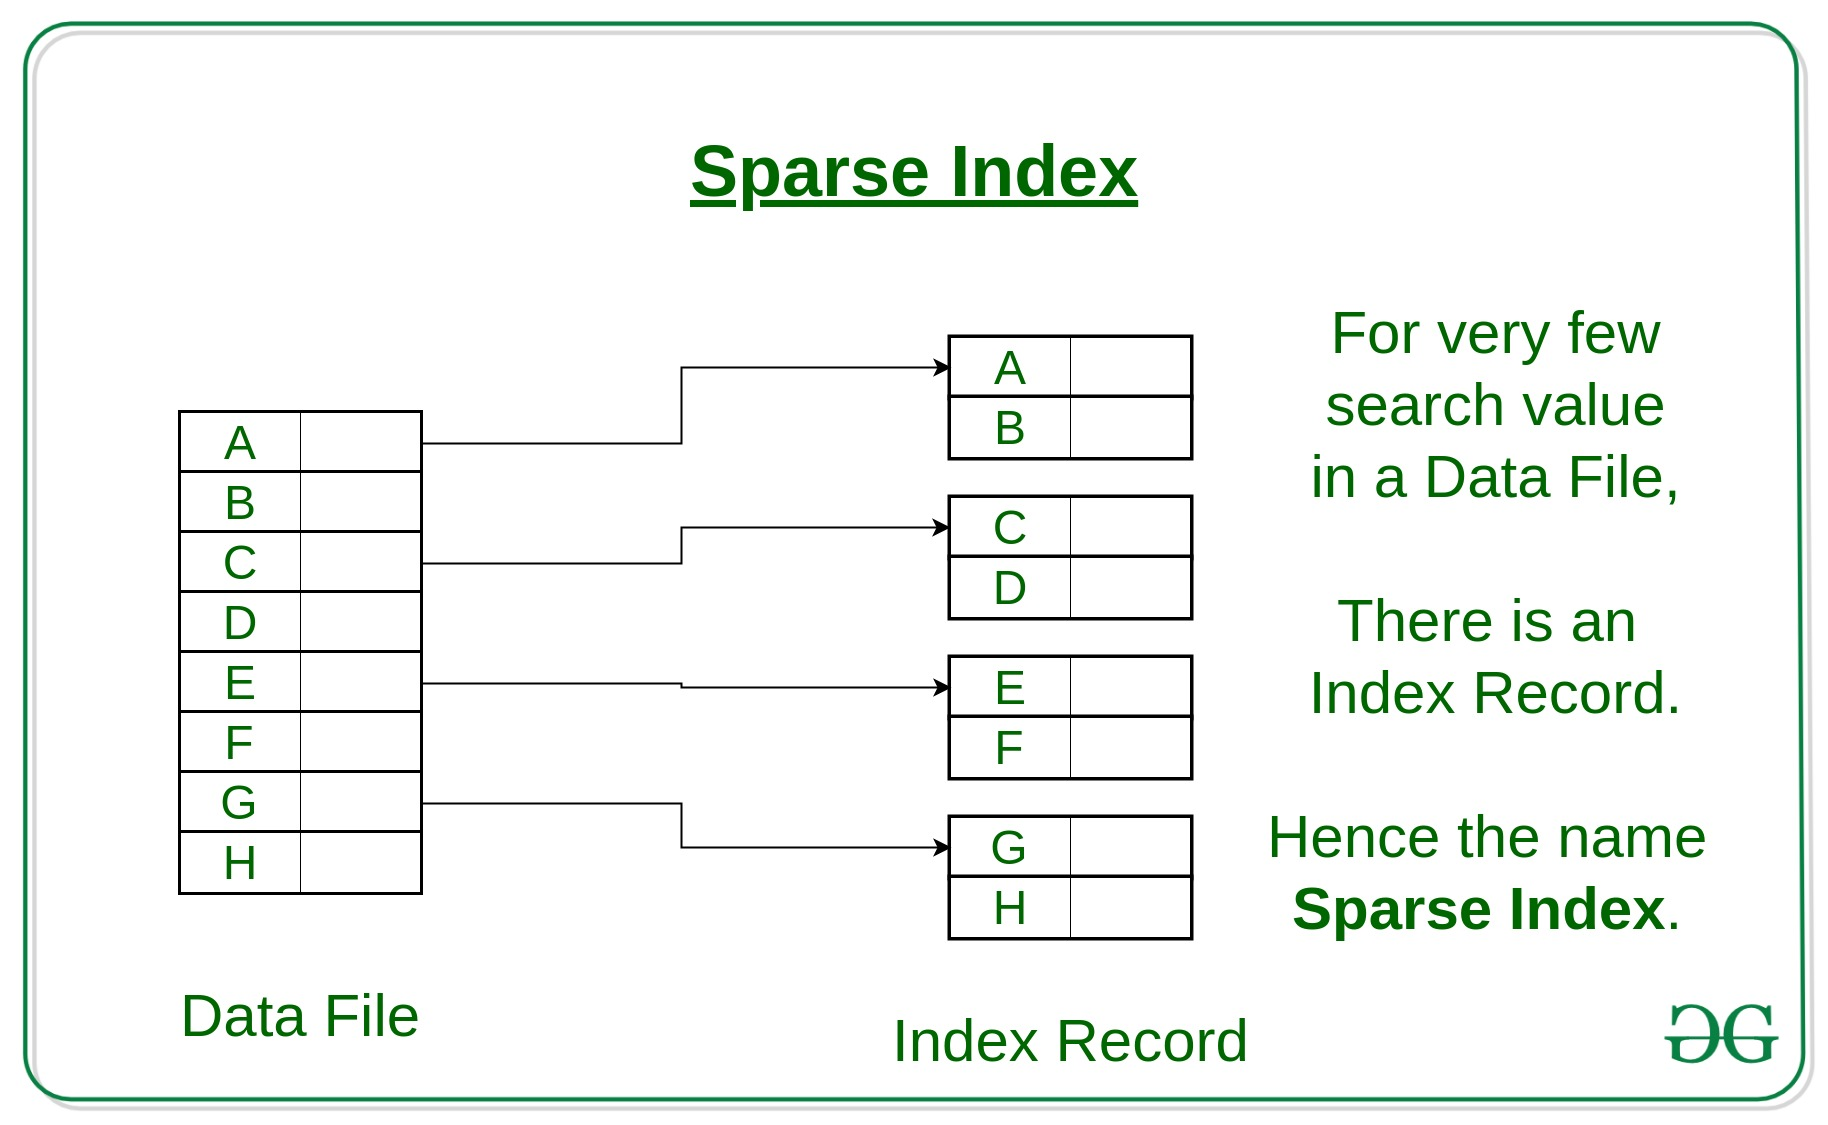 Sparse Index
A
B
C
D
E
F
G
H
Data File
A
B
C
D
E
F
G
H
Index Record
For very few
search value
in a Data File,
There is an
Index Record.
Hence the name
Sparse Index.